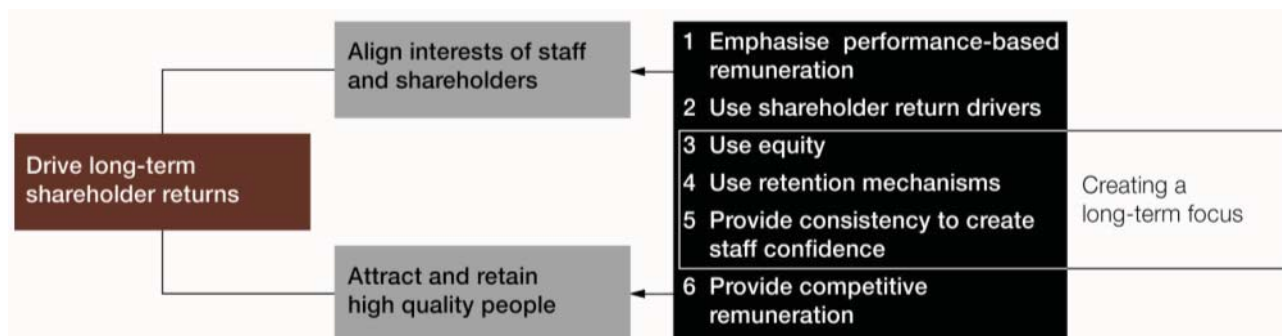 Drive long-term
shareholder returns
Align interests of staff
and shareholders
Attract and retain
high quality people
1 Emphasise performance-based
remuneration
2 Use shareholder return drivers
3 Use equity
4 Use retention mechanisms
5 Provide consistency to create
staff confidence
6 Provide competitive
remuneration
Creating a
long-term focus